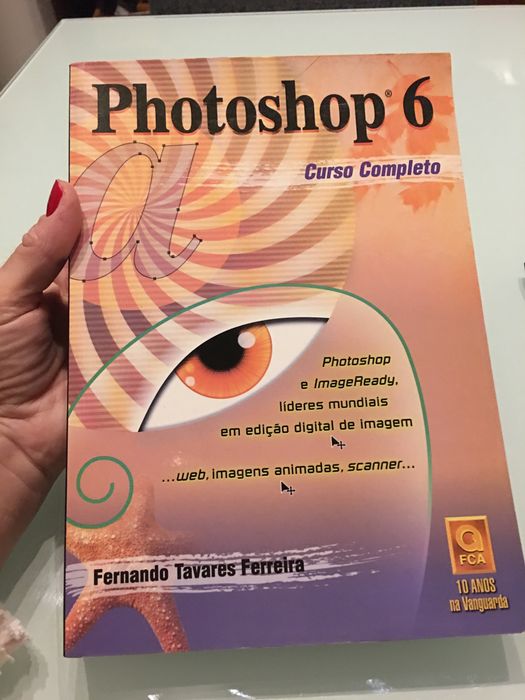 Photoshop® 6
Curso Completo
a
Photoshop
e ImageReady,
líderes mundiais
em edição digital de imagem
...web, imagens animadas, scanner...
Fernando Tavares Ferreira
a
FCA
10 ANOS
na Vanguarda